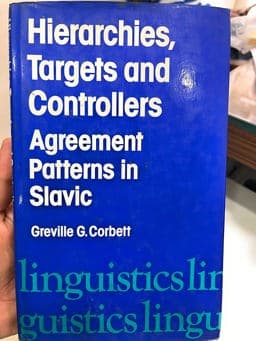 Hierarchies,
Targets and
Controllers
Agreement
Patterns in
Slavic
Greville G. Corbett
linguistics lin
guistics lingu